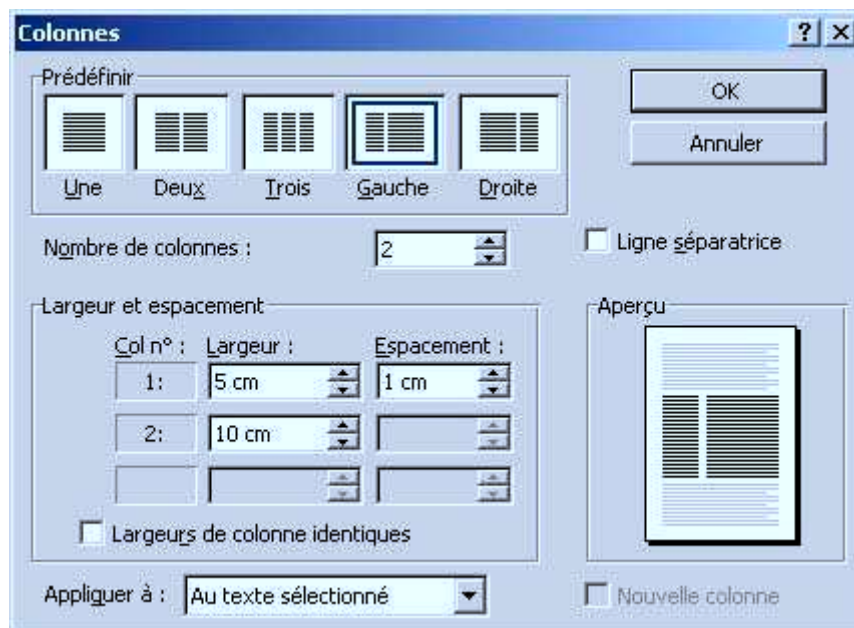 Colonnes
Prédéfinir
Une Deux Trois Gauche Droite
OK
Annuler
Nombre de colonnes : 2
Ligne séparatrice
Largeur et espacement
Col n° : Largeur : Espacement :
1: 5 cm 1 cm
2: 10 cm
Largeurs de colonne identiques
Aperçu
Appliquer à : Au texte sélectionné
Nouvelle colonne